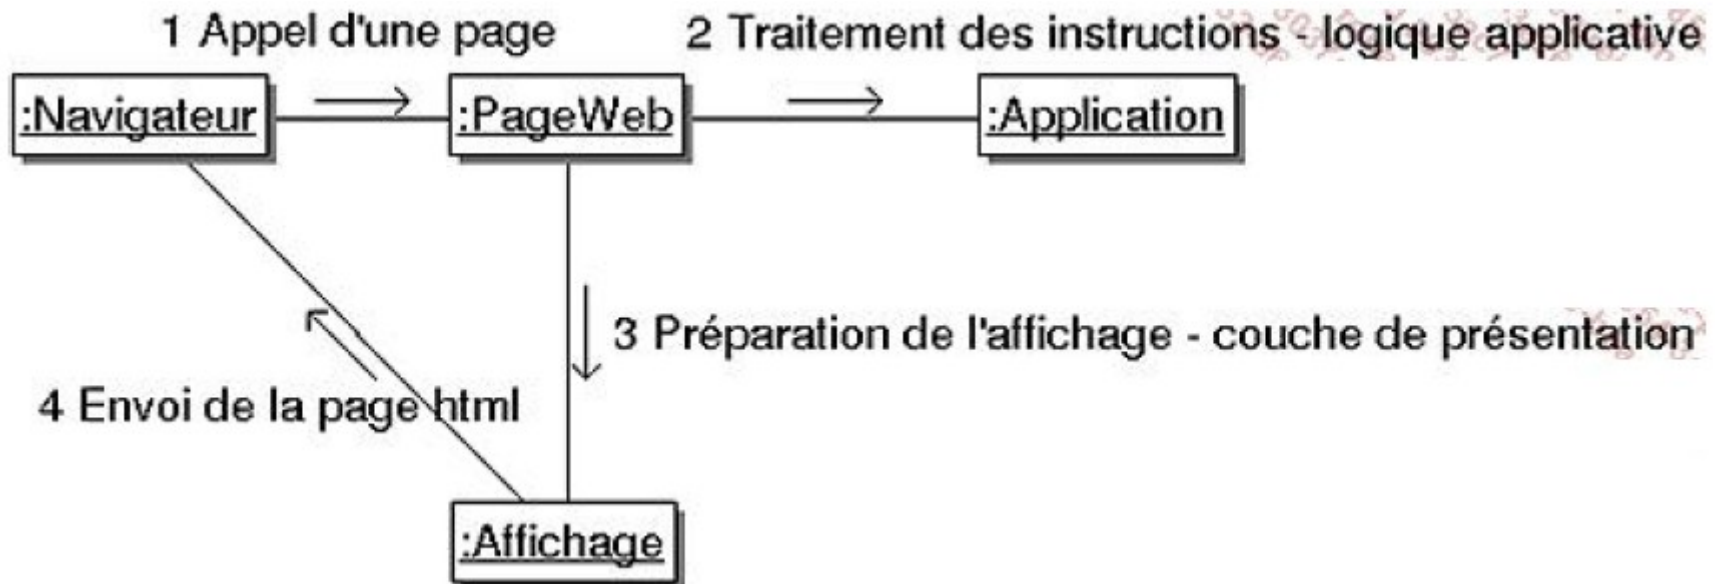 1 Appel d'une page
2 Traitement des instructions - logique applicative
:Navigateur
:PageWeb
:Application
3 Préparation de l'affichage - couche de présentation
4 Envoi de la page html
:Affichage